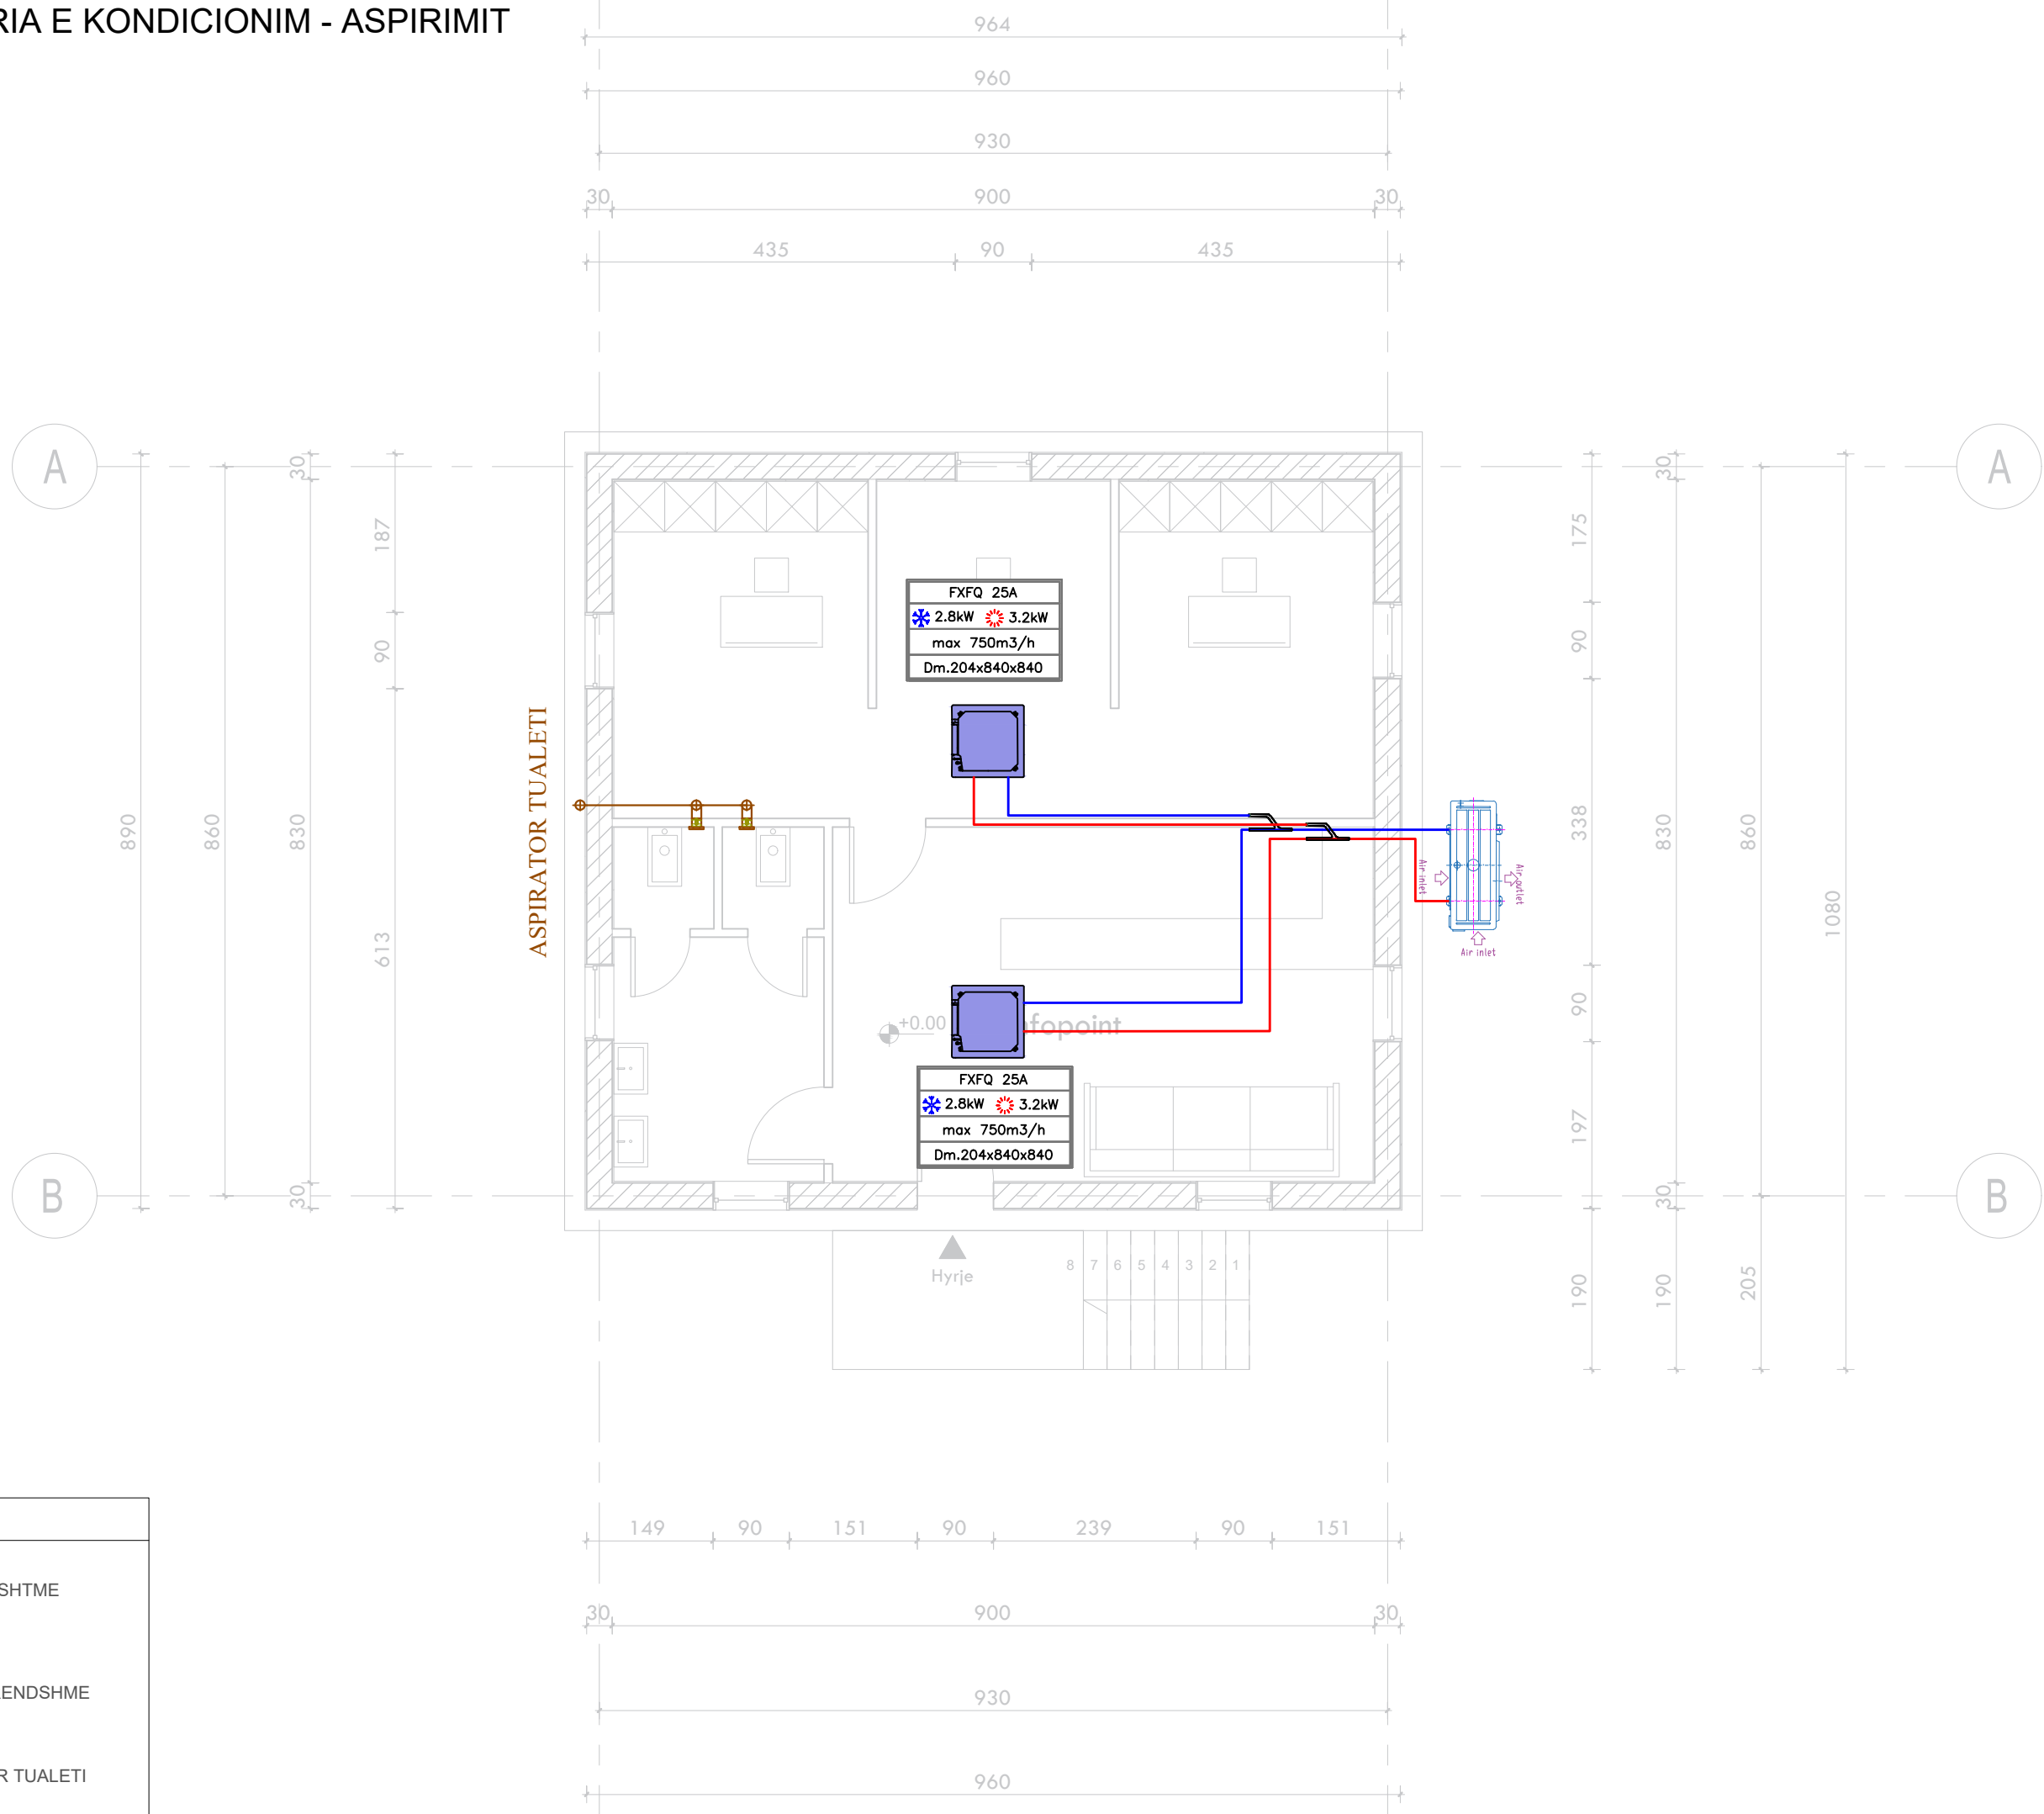 RIA E KONDICIONIM - ASPIRIMIT
964
960
930
30 900 30
435 90 435
A
A
890
860
830
30
187
90
613
30
30
175
90
338
90
197
30
190
830
190
860
205
1080
FXFQ 25A
2.8kW 3.2kW
max 750m3/h
Dm.204x840x840
ASPIRATOR TUALETI
Air inlet
Air outlet
Air inlet
+0.00
nfopoint
FXFQ 25A
2.8kW 3.2kW
max 750m3/h
Dm.204x840x840
B
B
Hyrje
8 7 6 5 4 3 2 1
149 90 151 90 239 90 151
30 900 30
930
960
SHTME
ENDSHME
R TUALETI